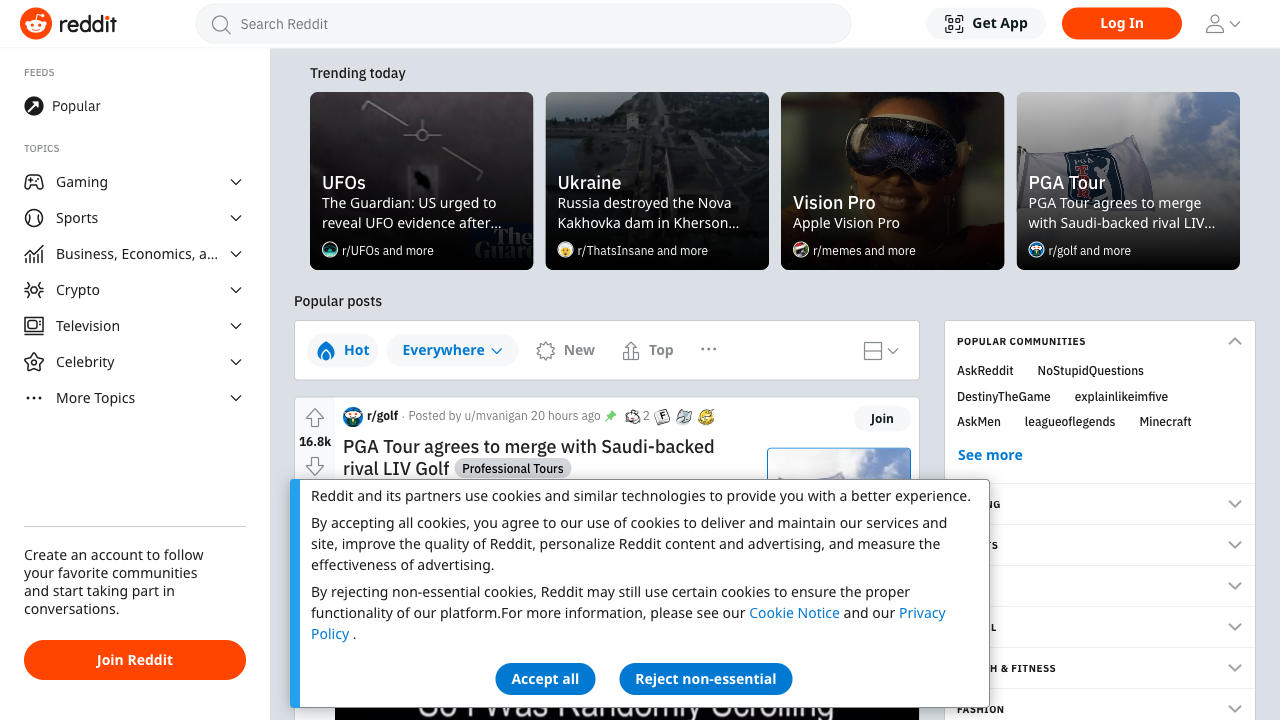 reddit
Search Reddit
Get App
Log In
FEEDS
Popular
TOPICS
Gaming
Sports
Business, Economics, a...
Crypto
Television
Celebrity
More Topics
Create an account to follow
your favorite communities
and start taking part in
conversations.
Join Reddit
Trending today
UFOs
The Guardian: US urged to
reveal UFO evidence after...
r/UFOs and more
Ukraine
Russia destroyed the Nova
Kakhovka dam in Kherson...
r/ThatsInsane and more
Vision Pro
Apple Vision Pro
r/memes and more
PGA Tour
PGA Tour agrees to merge
with Saudi-backed rival LIV...
r/golf and more
Popular posts
Hot
Everywhere
New
Top
16.8k
r/golf · Posted by u/mvanigan 20 hours ago
2
Join
PGA Tour agrees to merge with Saudi-backed
rival LIV Golf Professional Tours
Reddit and its partners use cookies and similar technologies to provide you with a better experience.
By accepting all cookies, you agree to our use of cookies to deliver and maintain our services and
site, improve the quality of Reddit, personalize Reddit content and advertising, and measure the
effectiveness of advertising.
By rejecting non-essential cookies, Reddit may still use certain cookies to ensure the proper
functionality of our platform.For more information, please see our Cookie Notice and our Privacy
Policy .
Accept all
Reject non-essential
So I Was Randomly Scrolling
POPULAR COMMUNITIES
AskReddit NoStupidQuestions
DestinyTheGame explainlikeimfive
AskMen leagueoflegends Minecraft
See more
H & FITNESS
FASHION